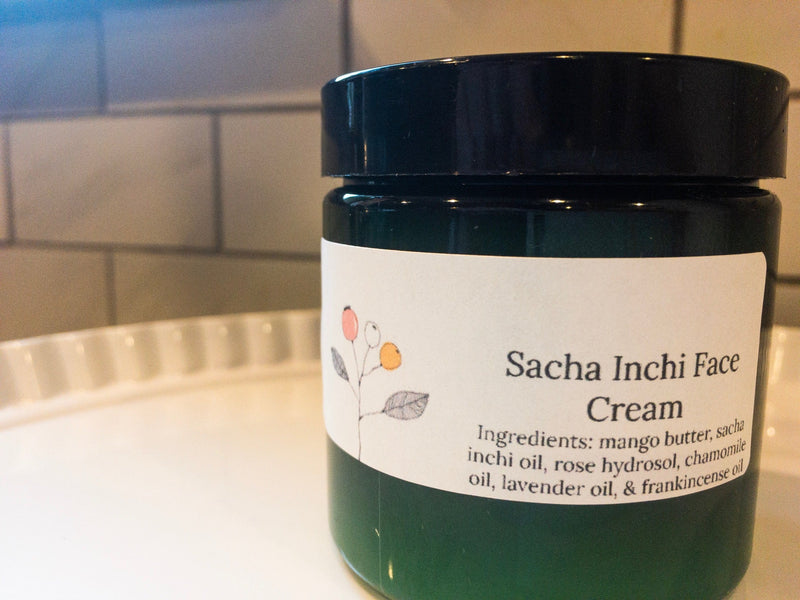 Sacha Inchi Face
Cream
Ingredients: mango butter, sacha
inchi oil, rose hydrosol, chamomile
oil, lavender oil, & frankincense oil